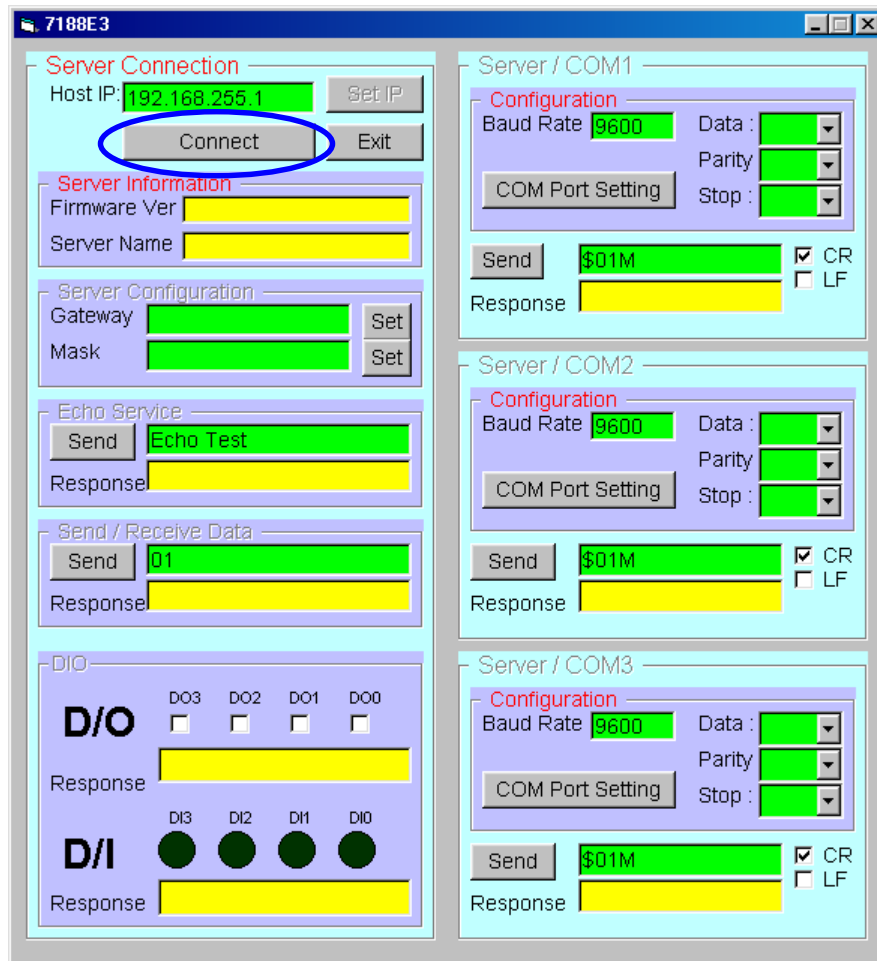 7188E3
Server Connection
Host IP: 192.168.255.1 Set IP
Connect Exit
Server Information
Firmware Ver
Server Name
Server Configuration
Gateway Set
Mask Set
Echo Service
Send Echo Test
Response
Send / Receive Data
Send 01
Response
DIO
DO3 DO2 DO1 DO0
D/O
Response
DI3 DI2 DI1 DI0
D/I
Response
Server / COM1
Configuration
Baud Rate 9600 Data :
Parity
COM Port Setting Stop :
Send $01M CR
LF
Response
Server / COM2
Configuration
Baud Rate 9600 Data :
Parity
COM Port Setting Stop :
Send $01M CR
LF
Response
Server / COM3
Configuration
Baud Rate 9600 Data :
Parity
COM Port Setting Stop :
Send $01M CR
LF
Response